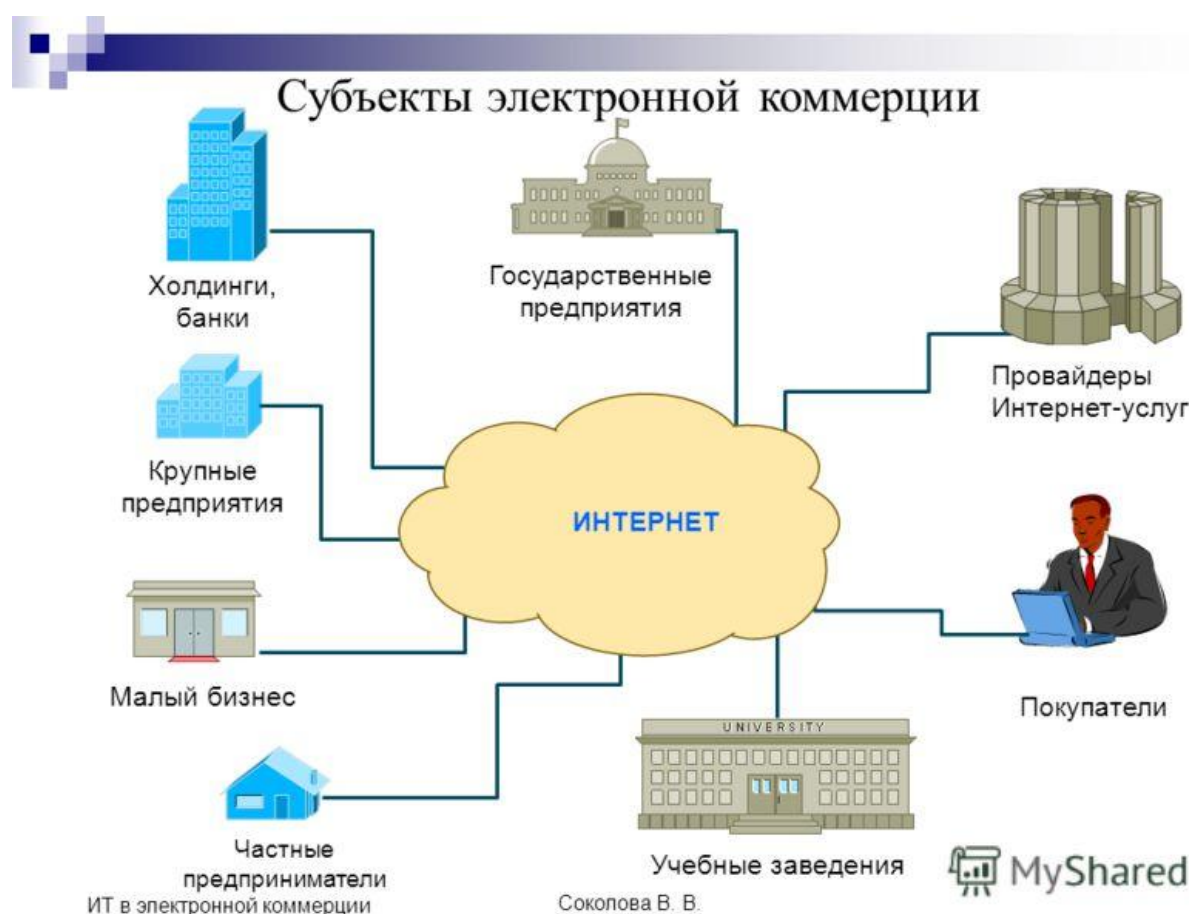 Субъекты электронной коммерции
Холдинги,
банки
Государственные
предприятия
Провайдеры
Интернет-услуг
Крупные
предприятия
ИНТЕРНЕТ
Малый бизнес
Покупатели
UNIVERSITY
Частные
предприниматели
Учебные заведения
MyShared
ИТ в электронной коммерции
Соколова В. В.